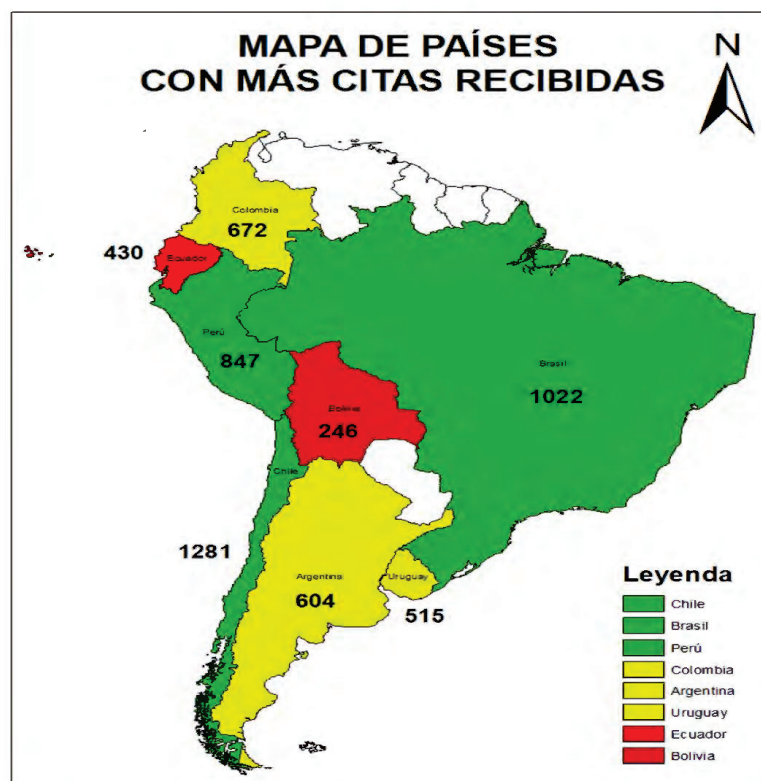 MAPA DE PAÍSES
CON MÁS CITAS RECIBIDAS
N
Colombia
672
430
Ecuador
Perú
847
Brasil
1022
Bolivia
246
Chile
1281
Argentina
604
Uruguay
515
Leyenda
Chile
Brasil
Perú
Colombia
Argentina
Uruguay
Ecuador
Bolivia